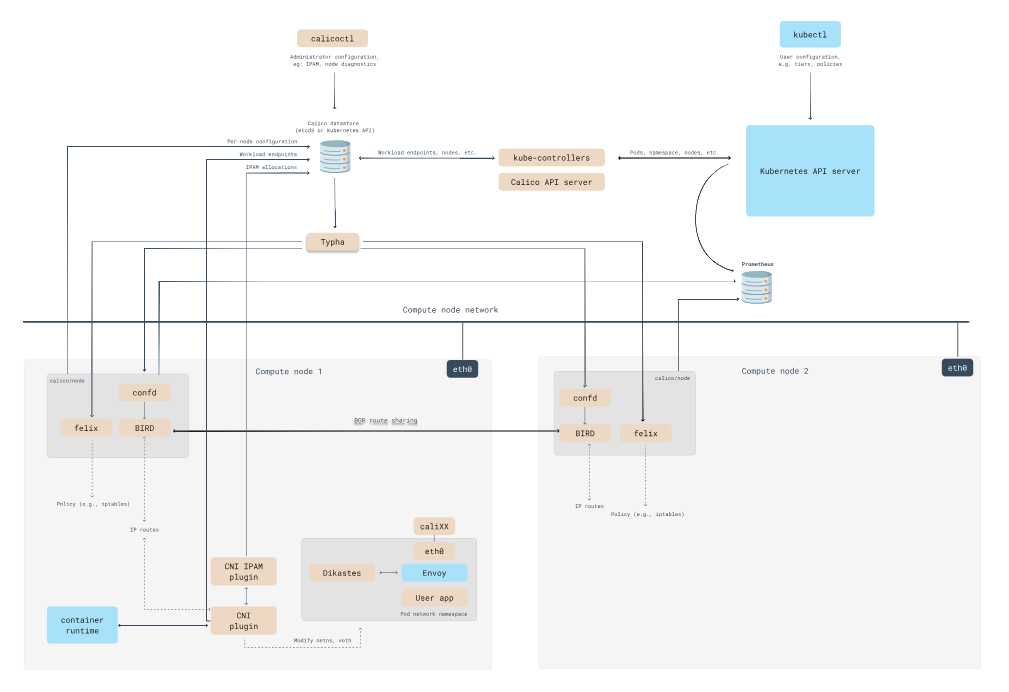 calicoctl
Administrator configuration,
eg: IPAM, node diagnostics
kubectl
User configuration,
e.g. tiers, policies
Calico datastore
(etcd3 or Kubernetes API)
Per-node configuration
Workload endpoints
IPAM allocations
Workload endpoints, nodes, etc.
kube-controllers
Calico API server
Pods, namespace, nodes, etc.
Kubernetes API server
Typha
Prometheus
Compute node network
eth0
eth0
calico/node
Compute node 1
confd
felix
BIRD
BGP route sharing
calico/node
Compute node 2
confd
BIRD
felix
Policy (e.g., iptables)
IP routes
IP routes
Policy (e.g., iptables)
caliXX
eth0
Dikastes
Envoy
User app
Pod network namespace
CNI IPAM
plugin
CNI
plugin
container
runtime
Modify netns, veth